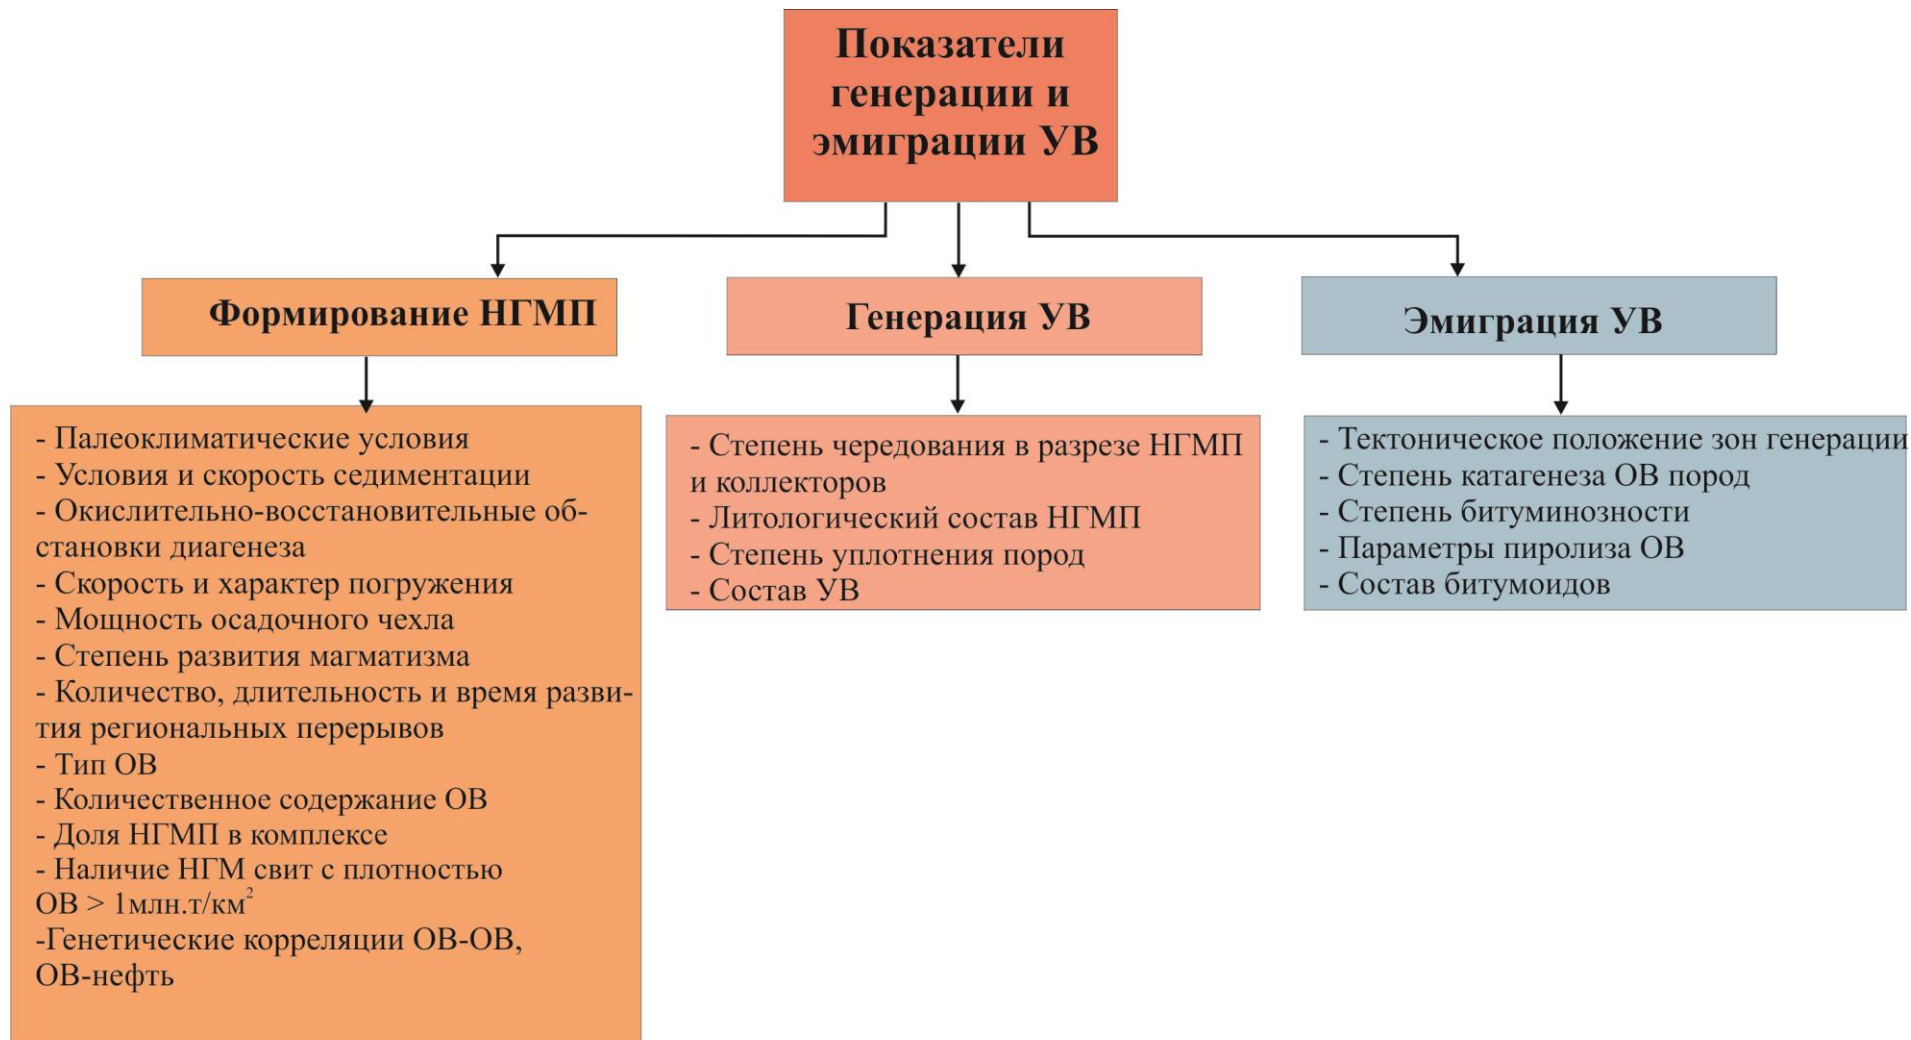 Показатели
генерации и
эмиграции УВ
Формирование НГМП
- Палеоклиматические условия
- Условия и скорость седиментации
- Окислительно-восстановительные об-
становки диагенеза
- Скорость и характер погружения
- Мощность осадочного чехла
- Степень развития магматизма
- Количество, длительность и время разви-
тия региональных перерывов
- Тип ОВ
- Количественное содержание ОВ
- Доля НГМП в комплексе
- Наличие НГМ свит с плотностью
ОВ > 1млн.т/км²
-Генетические корреляции ОВ-ОВ,
ОВ-нефть
Генерация УВ
- Степень чередования в разрезе НГМП
и коллекторов
- Литологический состав НГМП
- Степень уплотнения пород
- Состав УВ
Эмиграция УВ
- Тектоническое положение зон генерации
- Степень катагенеза ОВ пород
- Степень битуминозности
- Параметры пиролиза ОВ
- Состав битумоидов